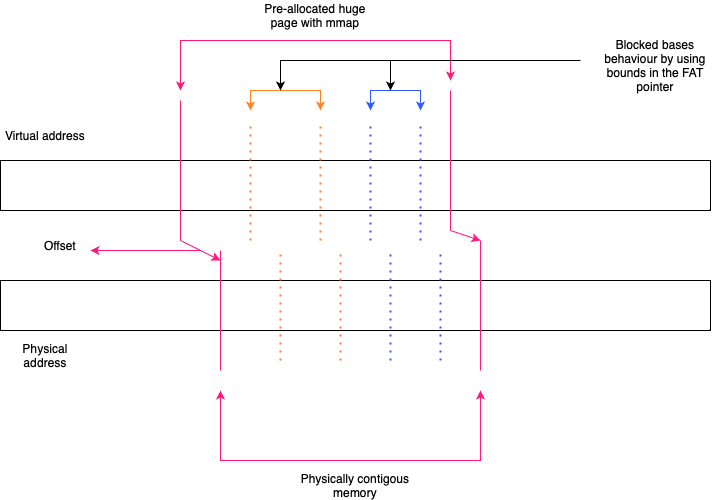 Pre-allocated huge
page with mmap
Blocked bases
behaviour by using
bounds in the FAT
pointer
Virtual address
Offset
Physical
address
Physically contigous
memory